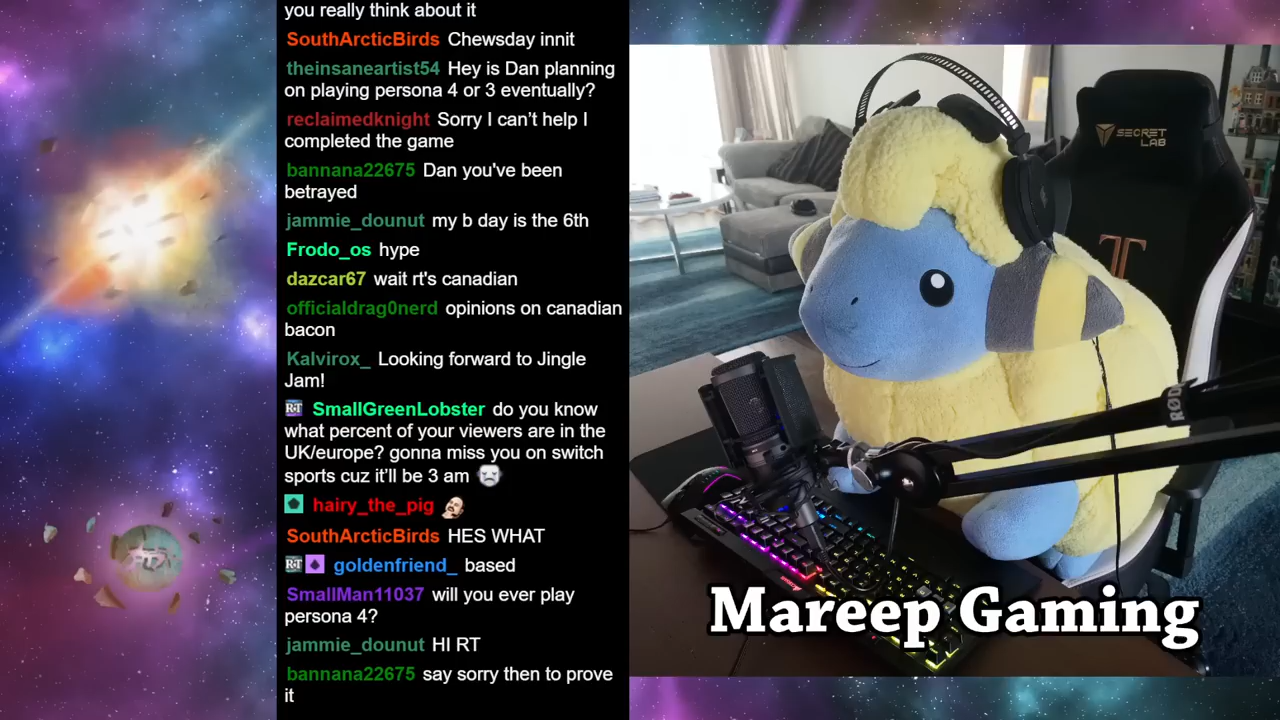 you really think about it
SouthArcticBirds Chewsday innit
theinsaneartist54 Hey is Dan planning
on playing persona 4 or 3 eventually?
reclaimedknight Sorry I can't help I
completed the game
bannana22675 Dan you've been
betrayed
jammie_dounut my b day is the 6th
Frodo_os hype
dazcar67 wait rt's canadian
officialdrag0nerd opinions on canadian
bacon
Kalvirox_ Looking forward to Jingle
Jam!
RT SmallGreenLobster do you know
what percent of your viewers are in the
UK/europe? gonna miss you on switch
sports cuz it'll be 3 am
hairy_the_pig
SouthArcticBirds HES WHAT
RT goldenfriend_ based
SmallMan11037 will you ever play
persona 4?
jammie_dounut HI RT
bannana22675 say sorry then to prove
it
SECRET
LAB
RØDE
Mareep Gaming